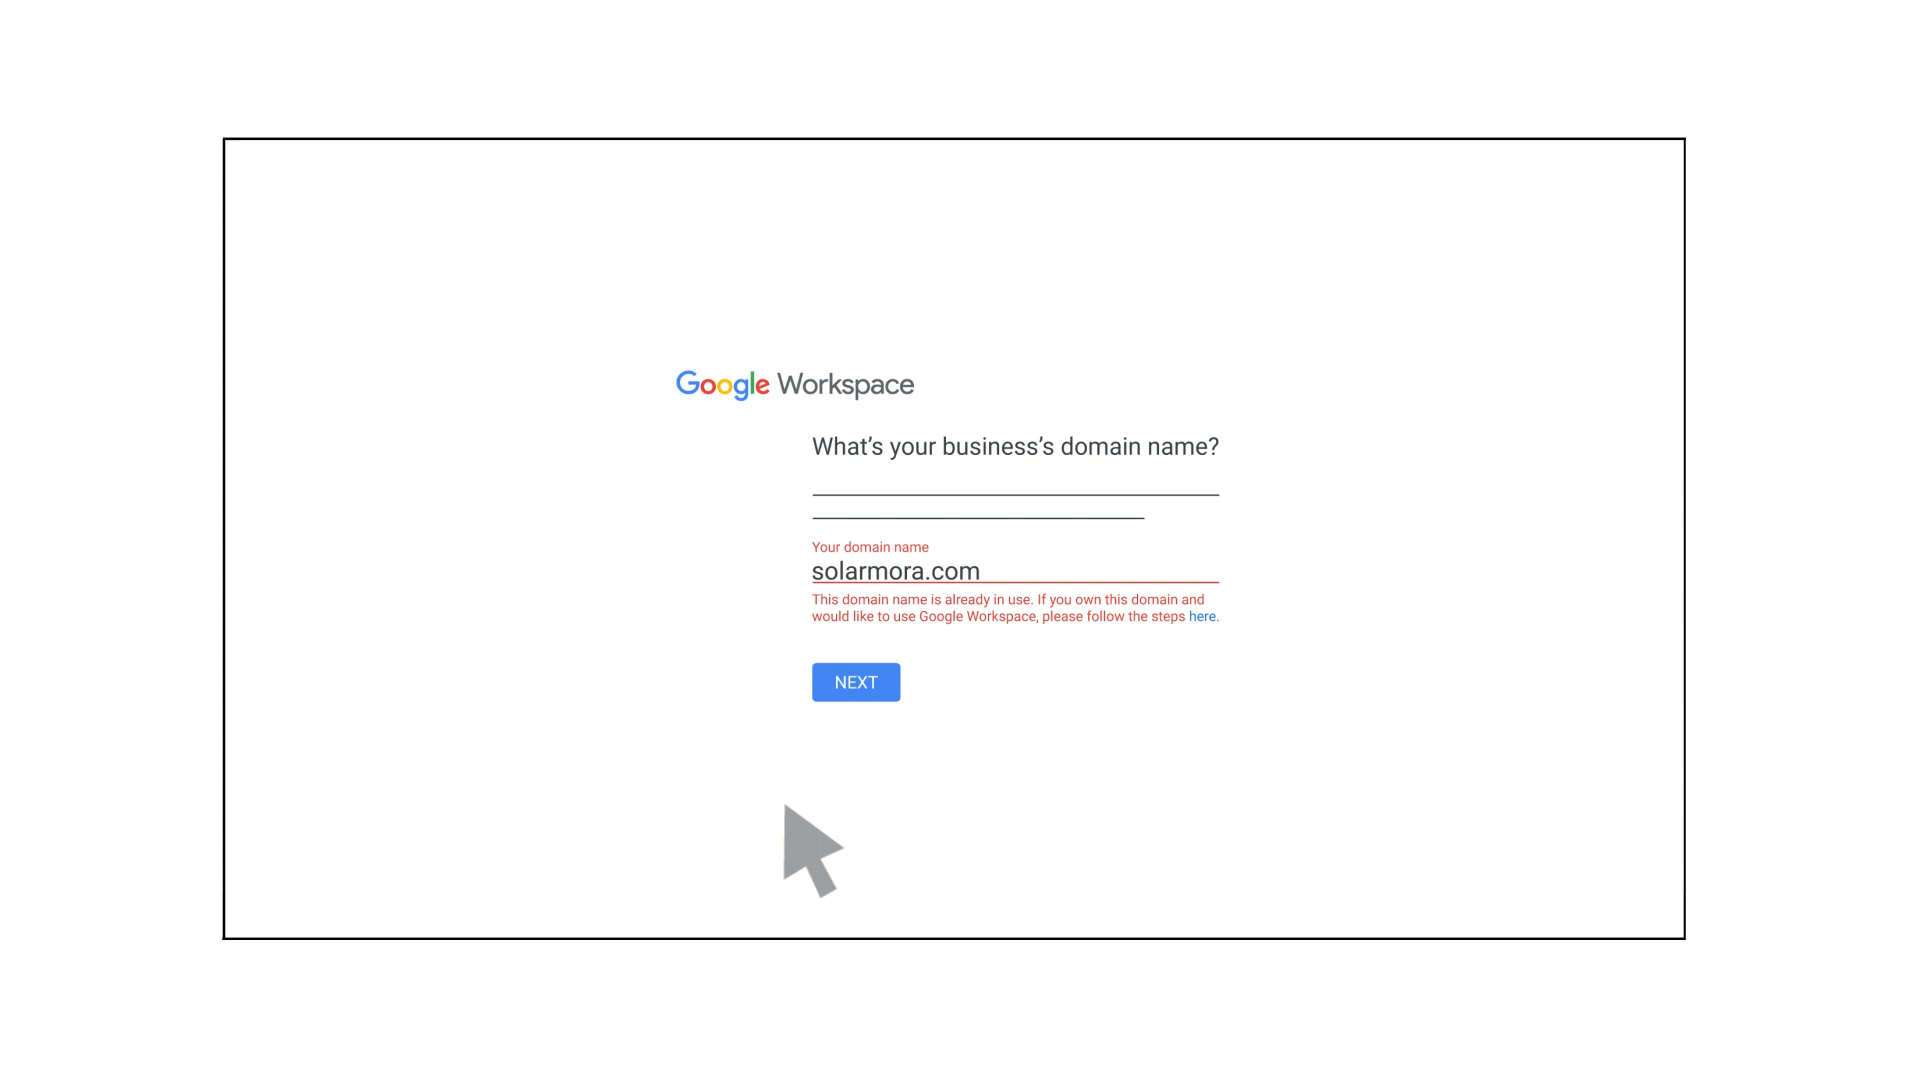 Google Workspace
What’s your business’s domain name?
Your domain name
solarmora.com
This domain name is already in use. If you own this domain and
would like to use Google Workspace, please follow the steps here.
NEXT